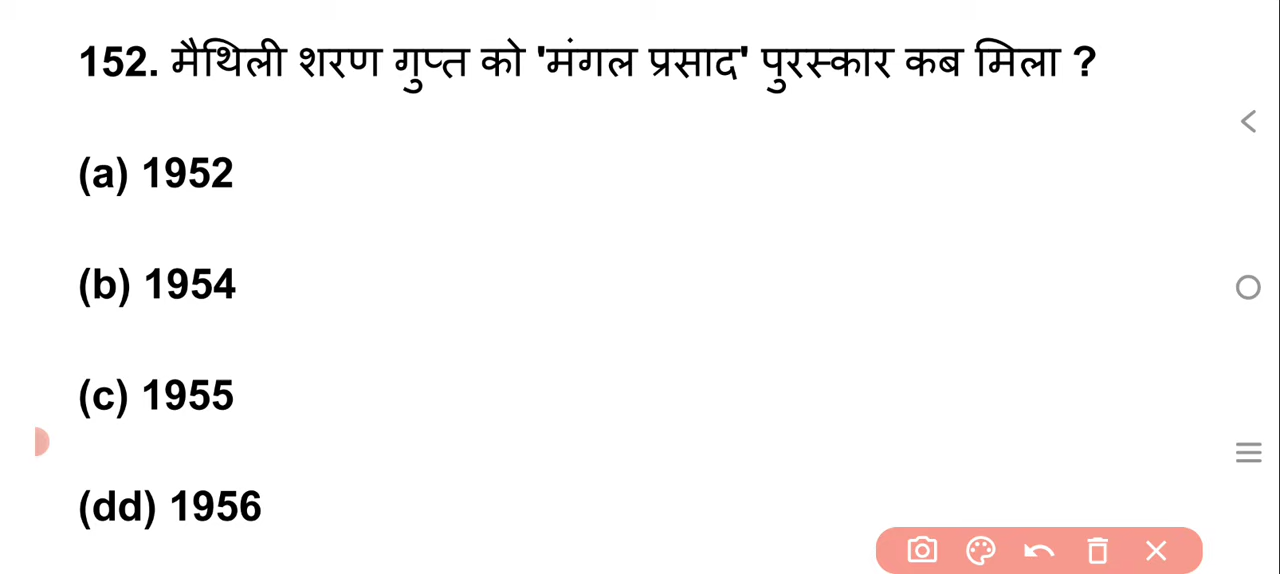 152. मैथिली शरण गुप्त को 'मंगल प्रसाद' पुरस्कार कब मिला ?
(a) 1952
(b) 1954
(c) 1955
(dd) 1956